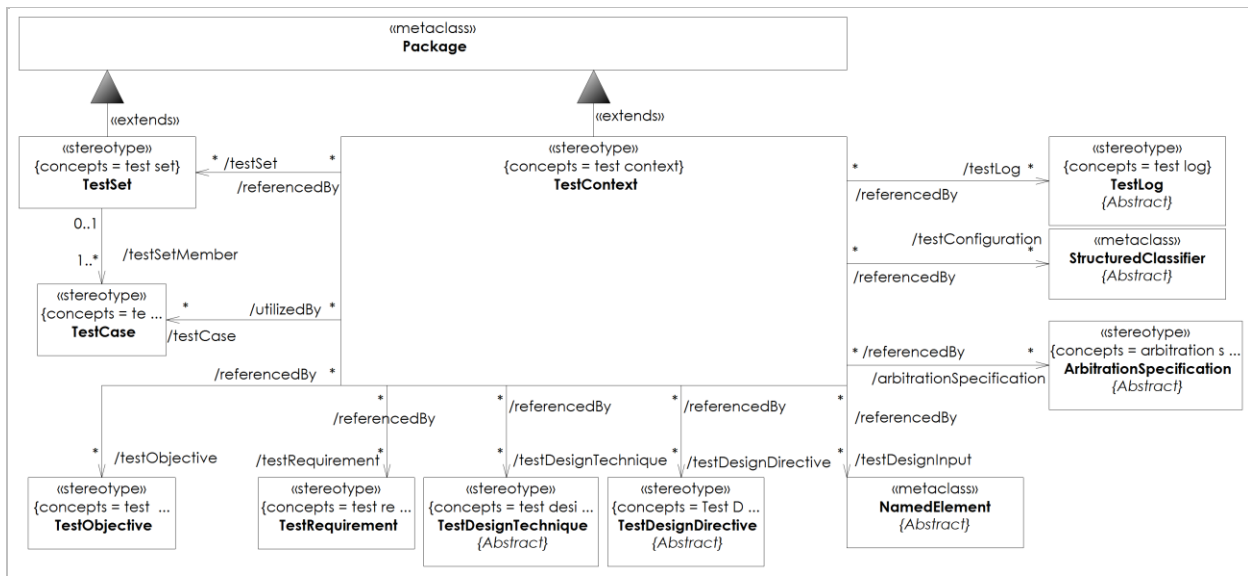 «metaclass»
Package
«extends»
«extends»
«stereotype»
{concepts = test set}
TestSet
* /testSet *
/referencedBy
«stereotype»
{concepts = test context}
TestContext
* /testLog *
/referencedBy
«stereotype»
{concepts = test log}
TestLog
{Abstract}
0..1
/testSetMember
1..*
/testConfiguration
* *
/referencedBy
«metaclass»
StructuredClassifier
{Abstract}
«stereotype»
{concepts = te ...
TestCase
* /utilizedBy *
/testCase
* /referencedBy *
/arbitrationSpecification
«stereotype»
{concepts = arbitration s ...
ArbitrationSpecification
{Abstract}
/referencedBy *
*
/referencedBy
*
/referencedBy
*
/referencedBy
*
/referencedBy
*
/testObjective
*
/testRequirement
*
/testDesignTechnique
*
/testDesignDirective
*
/testDesignInput
«stereotype»
{concepts = test ...
TestObjective
«stereotype»
{concepts = test re ...
TestRequirement
«stereotype»
{concepts = test desi ...
TestDesignTechnique
{Abstract}
«stereotype»
{concepts = Test D ...
TestDesignDirective
{Abstract}
«metaclass»
NamedElement
{Abstract}